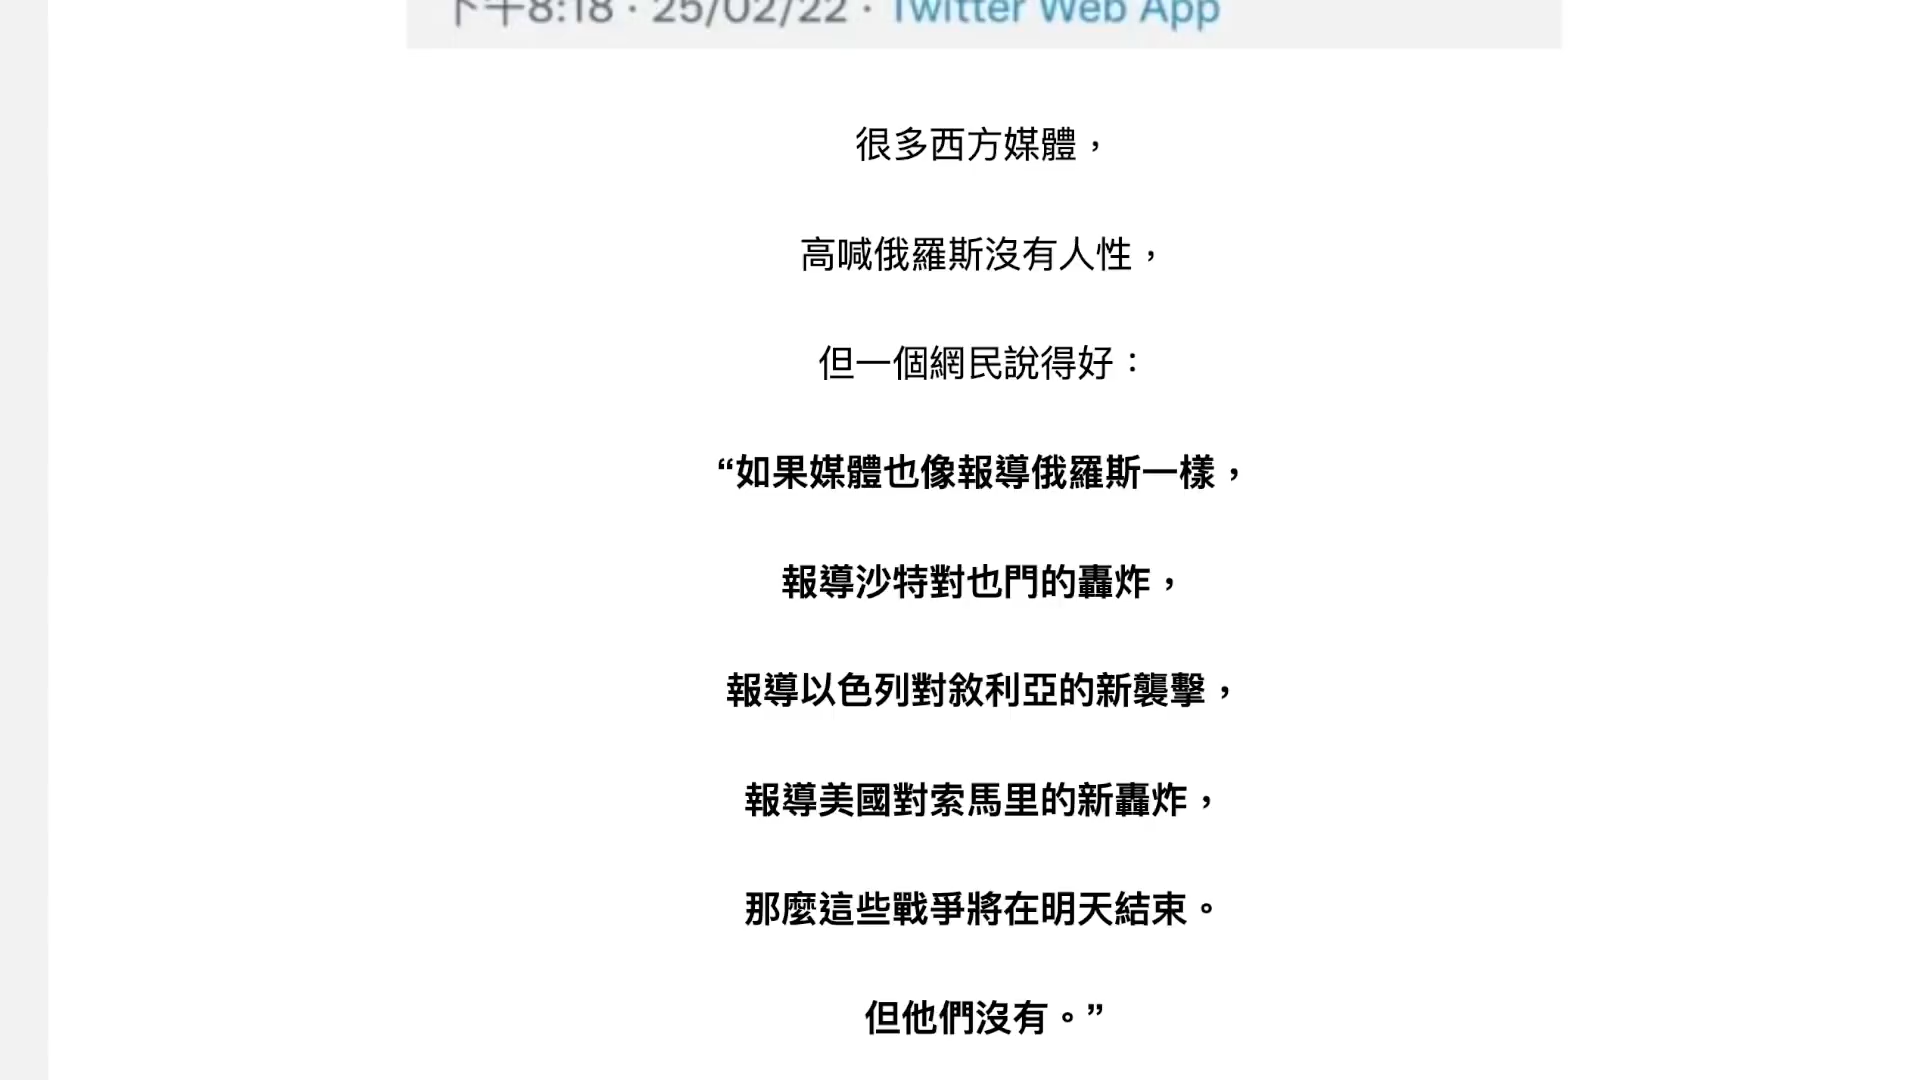 下午8:18 · 25/02/22 · Twitter Web App
很多西方媒體，
高喊俄羅斯沒有人性，
但一個網民說得好：
“如果媒體也像報導俄羅斯一樣，
報導沙特對也門的轟炸，
報導以色列對敘利亞的新襲擊，
報導美國對索馬里的新轟炸，
那麼這些戰爭將在明天結束。
但他們沒有。”